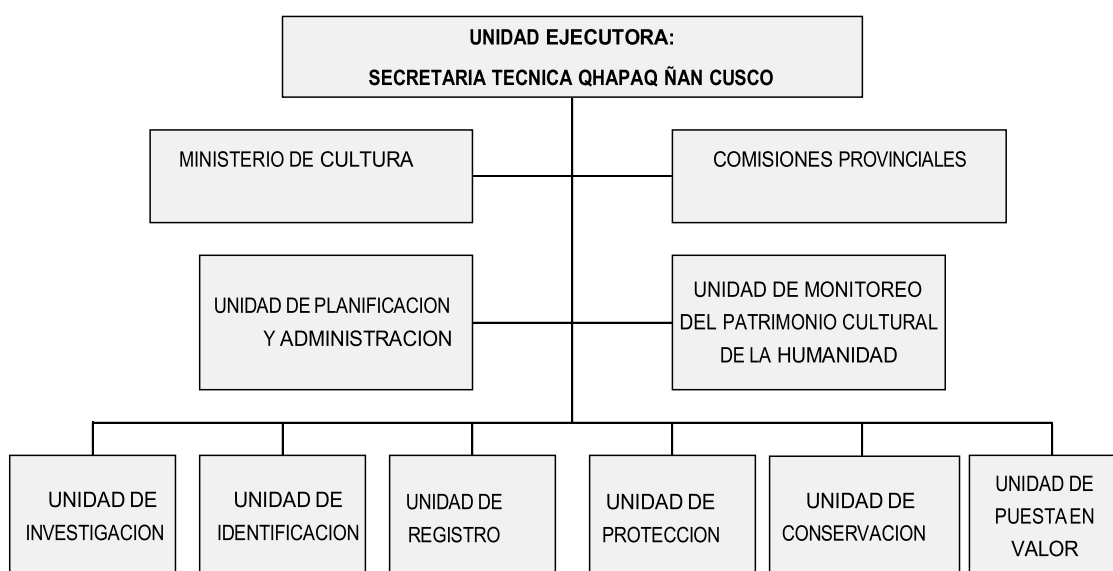 UNIDAD EJECUTORA:
SECRETARIA TECNICA QHAPAQ ÑAN CUSCO
MINISTERIO DE CULTURA
COMISIONES PROVINCIALES
UNIDAD DE PLANIFICACION
Y ADMINISTRACION
UNIDAD DE MONITOREO
DEL PATRIMONIO CULTURAL
DE LA HUMANIDAD
UNIDAD DE
INVESTIGACION
UNIDAD DE
IDENTIFICACION
UNIDAD DE
REGISTRO
UNIDAD DE
PROTECCION
UNIDAD DE
CONSERVACION
UNIDAD DE
PUESTA EN
VALOR